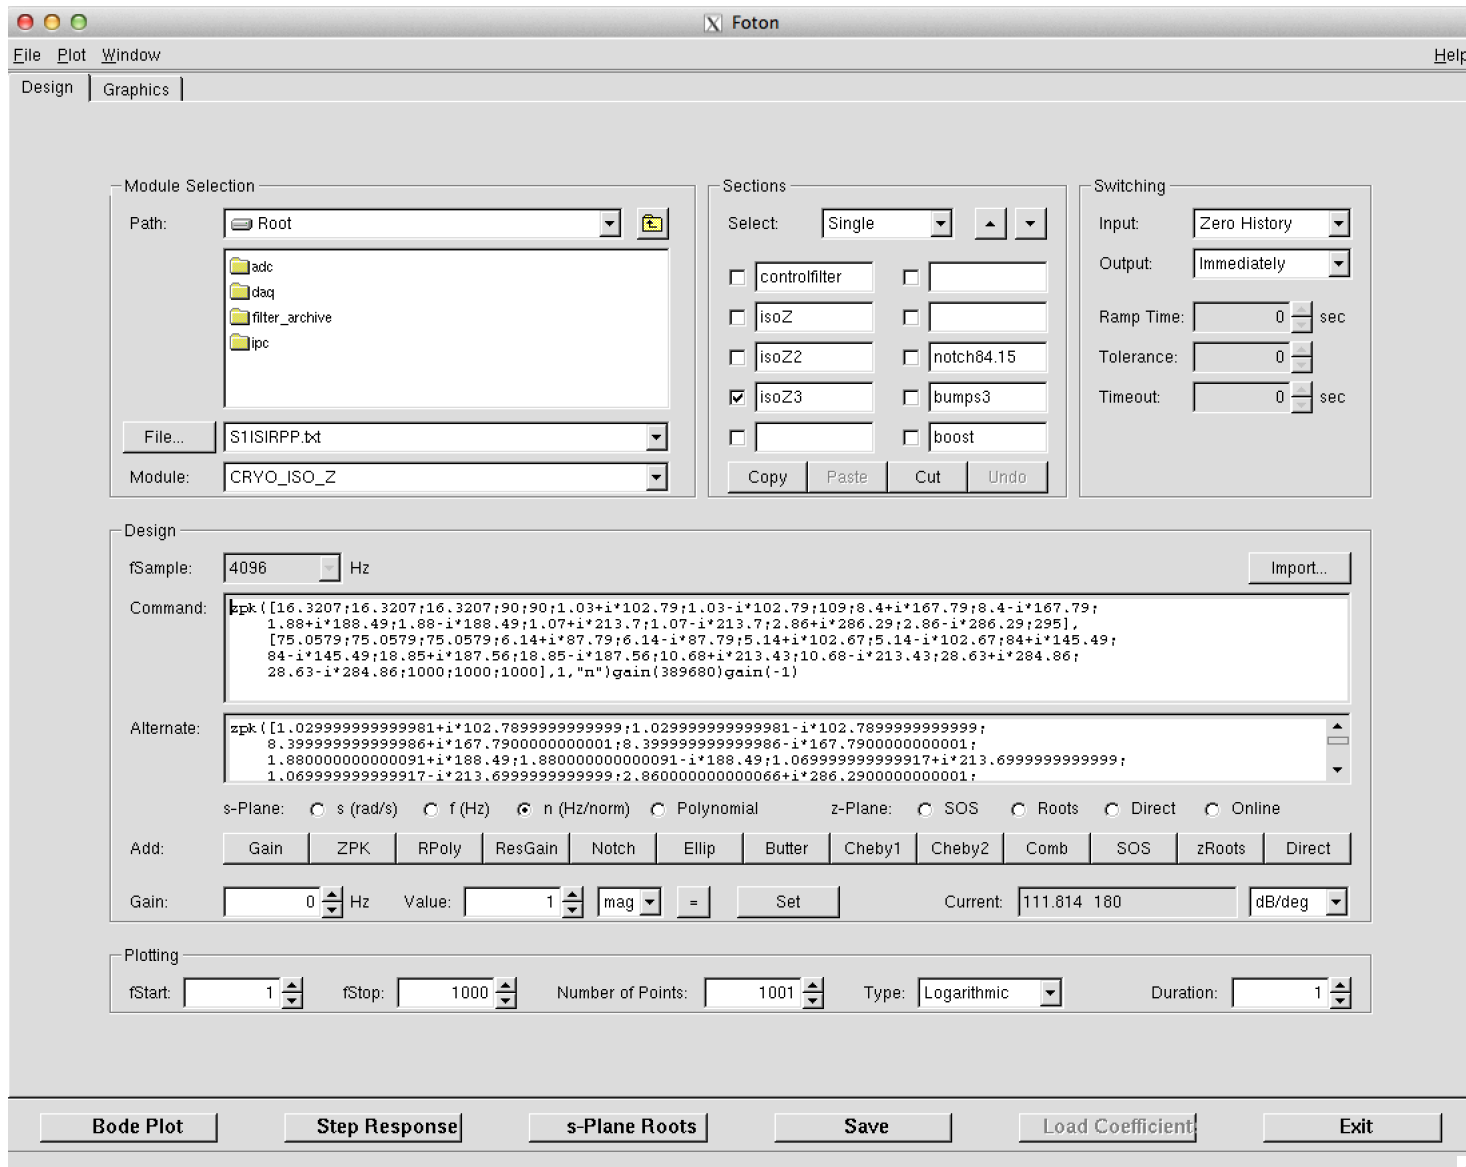 Foton
File Plot Window Help
Design Graphics
Module Selection
Path: Root
adc
daq
filter_archive
ipc
File... S1ISIRPP.txt
Module: CRYO_ISO_Z
Sections
Select: Single
controlfilter
isoZ
isoZ2 notch84.15
isoZ3 bumps3
boost
Copy Paste Cut Undo
Switching
Input: Zero History
Output: Immediately
Ramp Time: 0 sec
Tolerance: 0
Timeout: 0 sec
Design
fSample: 4096 Hz Import...
Command: zpk([16.3207;16.3207;16.3207;90;90;1.03+i*102.79;1.03-i*102.79;109;8.4+i*167.79;8.4-i*167.79;
1.88+i*188.49;1.88-i*188.49;1.07+i*213.7;1.07-i*213.7;2.86+i*286.29;2.86-i*286.29;295],
[75.0579;75.0579;75.0579;6.14+i*87.79;6.14-i*87.79;5.14+i*102.67;5.14-i*102.67;84+i*145.49;
84-i*145.49;18.85+i*187.56;18.85-i*187.56;10.68+i*213.43;10.68-i*213.43;28.63+i*284.86;
28.63-i*284.86;1000;1000;1000],1,"n")gain(389680)gain(-1)
Alternate: zpk([1.029999999999981+i*102.7899999999999;1.029999999999981-i*102.7899999999999;
8.399999999999986+i*167.7900000000001;8.399999999999986-i*167.7900000000001;
1.880000000000091+i*188.49;1.880000000000091-i*188.49;1.069999999999917+i*213.6999999999999;
1.069999999999917-i*213.6999999999999;2.860000000000066+i*286.2900000000001;
s-Plane: s (rad/s) f (Hz) n (Hz/norm) Polynomial z-Plane: SOS Roots Direct Online
Add: Gain ZPK RPoly ResGain Notch Ellip Butter Cheby1 Cheby2 Comb SOS zRoots Direct
Gain: 0 Hz Value: 1 mag = Set Current: 111.814 180 dB/deg
Plotting
fStart: 1 fStop: 1000 Number of Points: 1001 Type: Logarithmic Duration: 1
Bode Plot Step Response s-Plane Roots Save Load Coefficient Exit